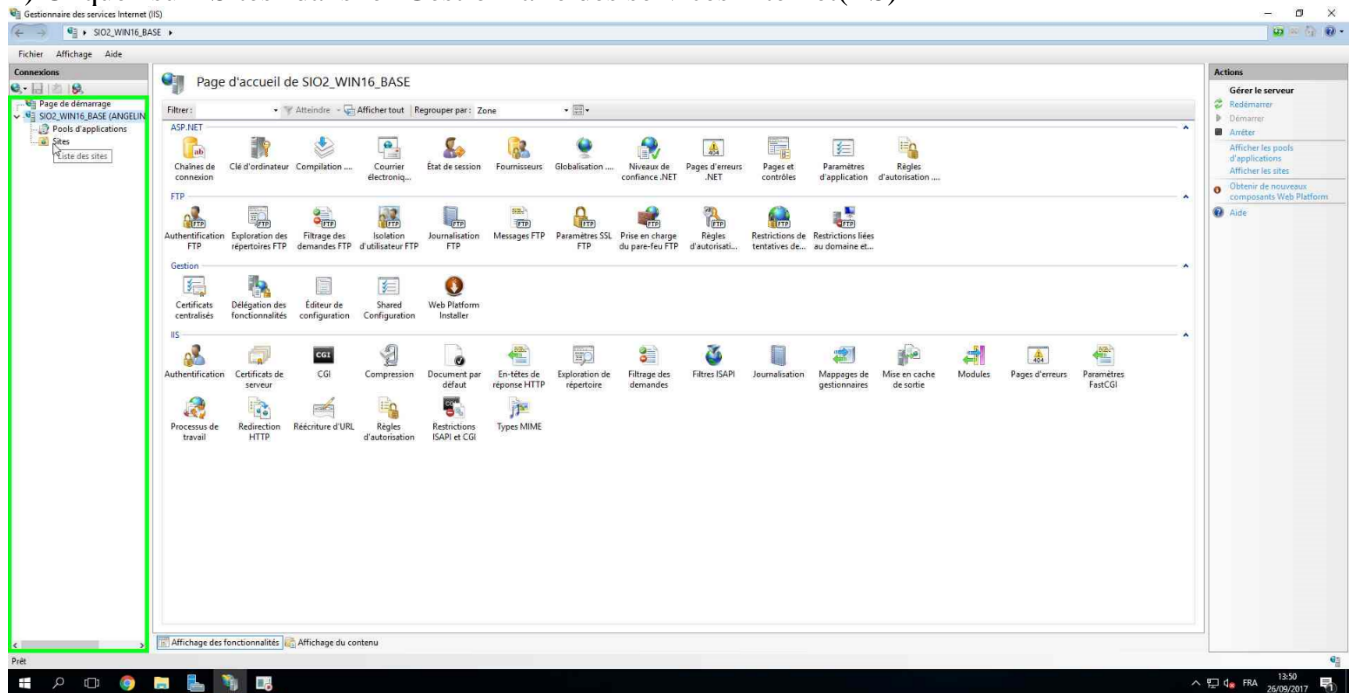 Gestionnaire des services Internet (IIS)
SIO2_WIN16_BASE
Fichier Affichage Aide
Connexions
Page de démarrage
SIO2_WIN16_BASE (ANGELIN
Pools d'applications
Sites
Liste des sites
Page d'accueil de SIO2_WIN16_BASE
Filtrer : Atteindre Afficher tout Regrouper par : Zone
ASP.NET
Chaînes de connexion
Clé d'ordinateur
Compilation ....
Courrier électroniq...
État de session
Fournisseurs
Globalisation ....
Niveaux de confiance .NET
Pages d'erreurs .NET
Pages et contrôles
Paramètres d'application
Règles d'autorisation ....
FTP
Authentification FTP
Exploration des répertoires FTP
Filtrage des demandes FTP
Isolation d'utilisateur FTP
Journalisation FTP
Messages FTP
Paramètres SSL FTP
Prise en charge du pare-feu FTP
Règles d'autorisati...
Restrictions de tentatives de...
Restrictions liées au domaine et...
Gestion
Certificats centralisés
Délégation des fonctionnalités
Éditeur de configuration
Shared Configuration
Web Platform Installer
IIS
Authentification
Certificats de serveur
CGI
CGI
Compression
Document par défaut
En-têtes de réponse HTTP
Exploration de répertoire
Filtrage des demandes
Filtres ISAPI
Journalisation
Mappages de gestionnaires
Mise en cache de sortie
Modules
Pages d'erreurs
Paramètres FastCGI
Processus de travail
Redirection HTTP
Réécriture d'URL
Règles d'autorisation
Restrictions ISAPI et CGI
Types MIME
Affichage des fonctionnalités Affichage du contenu
Actions
Gérer le serveur
Redémarrer
Démarrer
Arrêter
Afficher les pools
d'applications
Afficher les sites
Obtenir de nouveaux
composants Web Platform
Aide
Prêt
FRA
13:50
26/09/2017